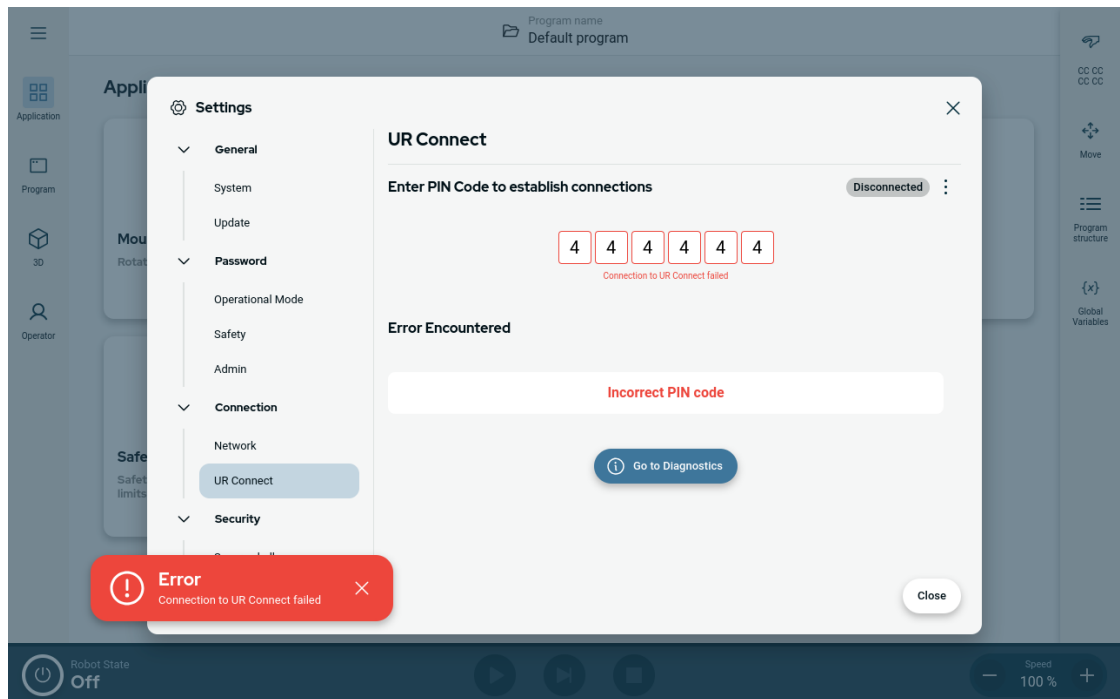 Program name
Default program
Application
Program
3D
Operator
Appli
Mou
Rotat
Safe
Safet
limits
Settings
General
System
Update
Password
Operational Mode
Safety
Admin
Connection
Network
UR Connect
Security
UR Connect
Enter PIN Code to establish connections
Disconnected
4 4 4 4 4 4
Connection to UR Connect failed
Error Encountered
Incorrect PIN code
Go to Diagnostics
Close
Error
Connection to UR Connect failed
CC CC
CC CC
Move
Program
structure
{x}
Global
Variables
Robot State
Off
Speed
100 %